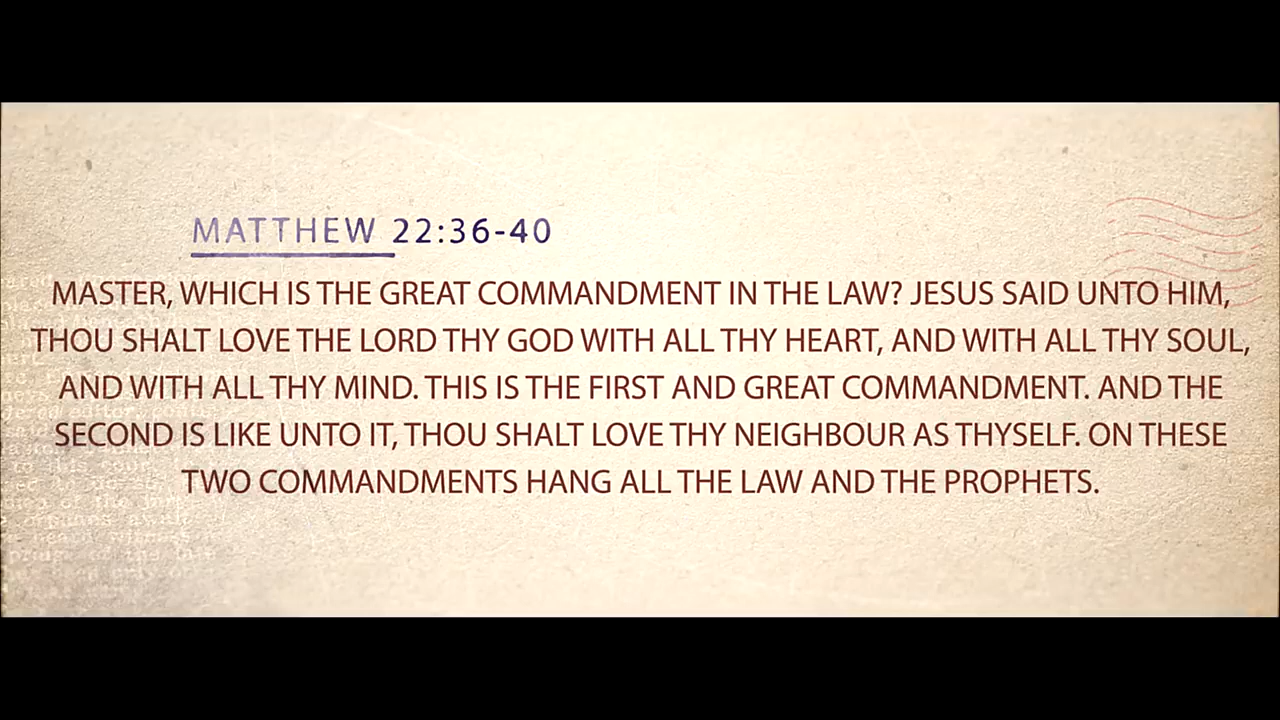 MATTHEW 22:36-40
MASTER, WHICH IS THE GREAT COMMANDMENT IN THE LAW? JESUS SAID UNTO HIM,
THOU SHALT LOVE THE LORD THY GOD WITH ALL THY HEART, AND WITH ALL THY SOUL,
AND WITH ALL THY MIND. THIS IS THE FIRST AND GREAT COMMANDMENT. AND THE
SECOND IS LIKE UNTO IT, THOU SHALT LOVE THY NEIGHBOUR AS THYSELF. ON THESE
TWO COMMANDMENTS HANG ALL THE LAW AND THE PROPHETS.